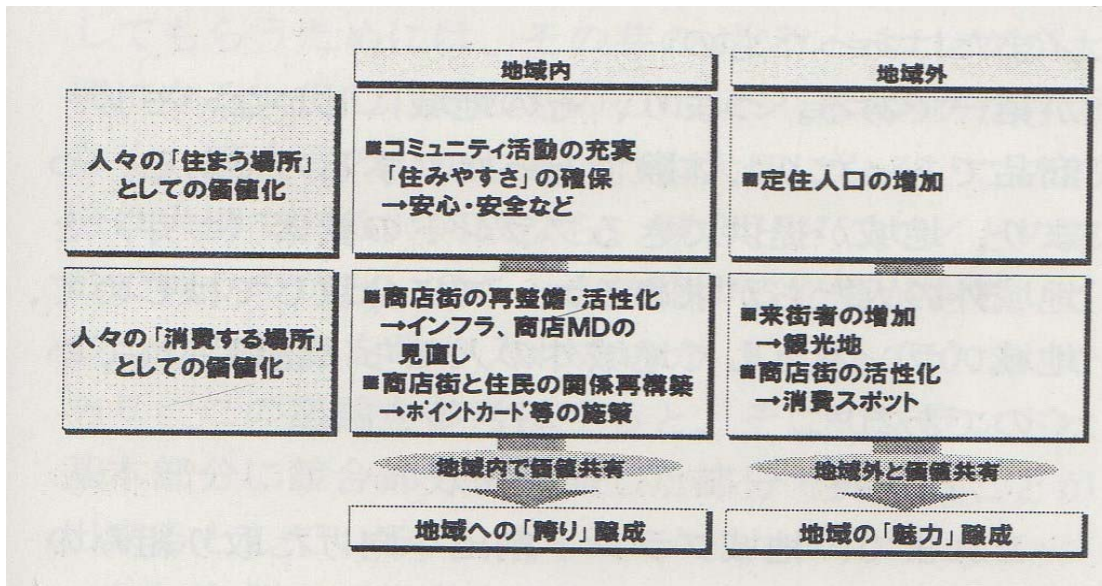 地域内
地域外
人々の「住まう場所」
としての価値化
■コミュニティ活動の充実
「住みやすさ」の確保
→安心・安全など
■定住人口の増加
人々の「消費する場所」
としての価値化
■商店街の再整備・活性化
→インフラ、商店MDの
見直し
■商店街と住民の関係再構築
→ポイントカード等の施策
■来街者の増加
→観光地
■商店街の活性化
→消費スポット
地域内で価値共有
地域外と価値共有
地域への「誇り」醸成
地域の「魅力」醸成